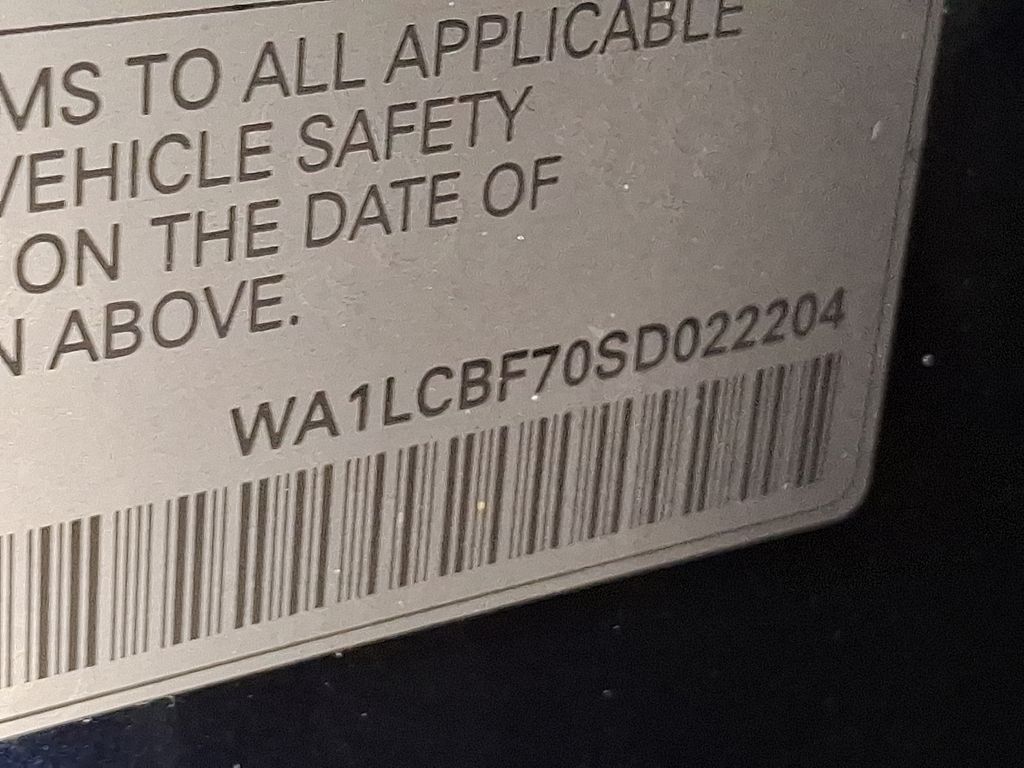 MS TO ALL APPLICABLE
VEHICLE SAFETY
ON THE DATE OF
N ABOVE.
WA1LCBF70SD022204